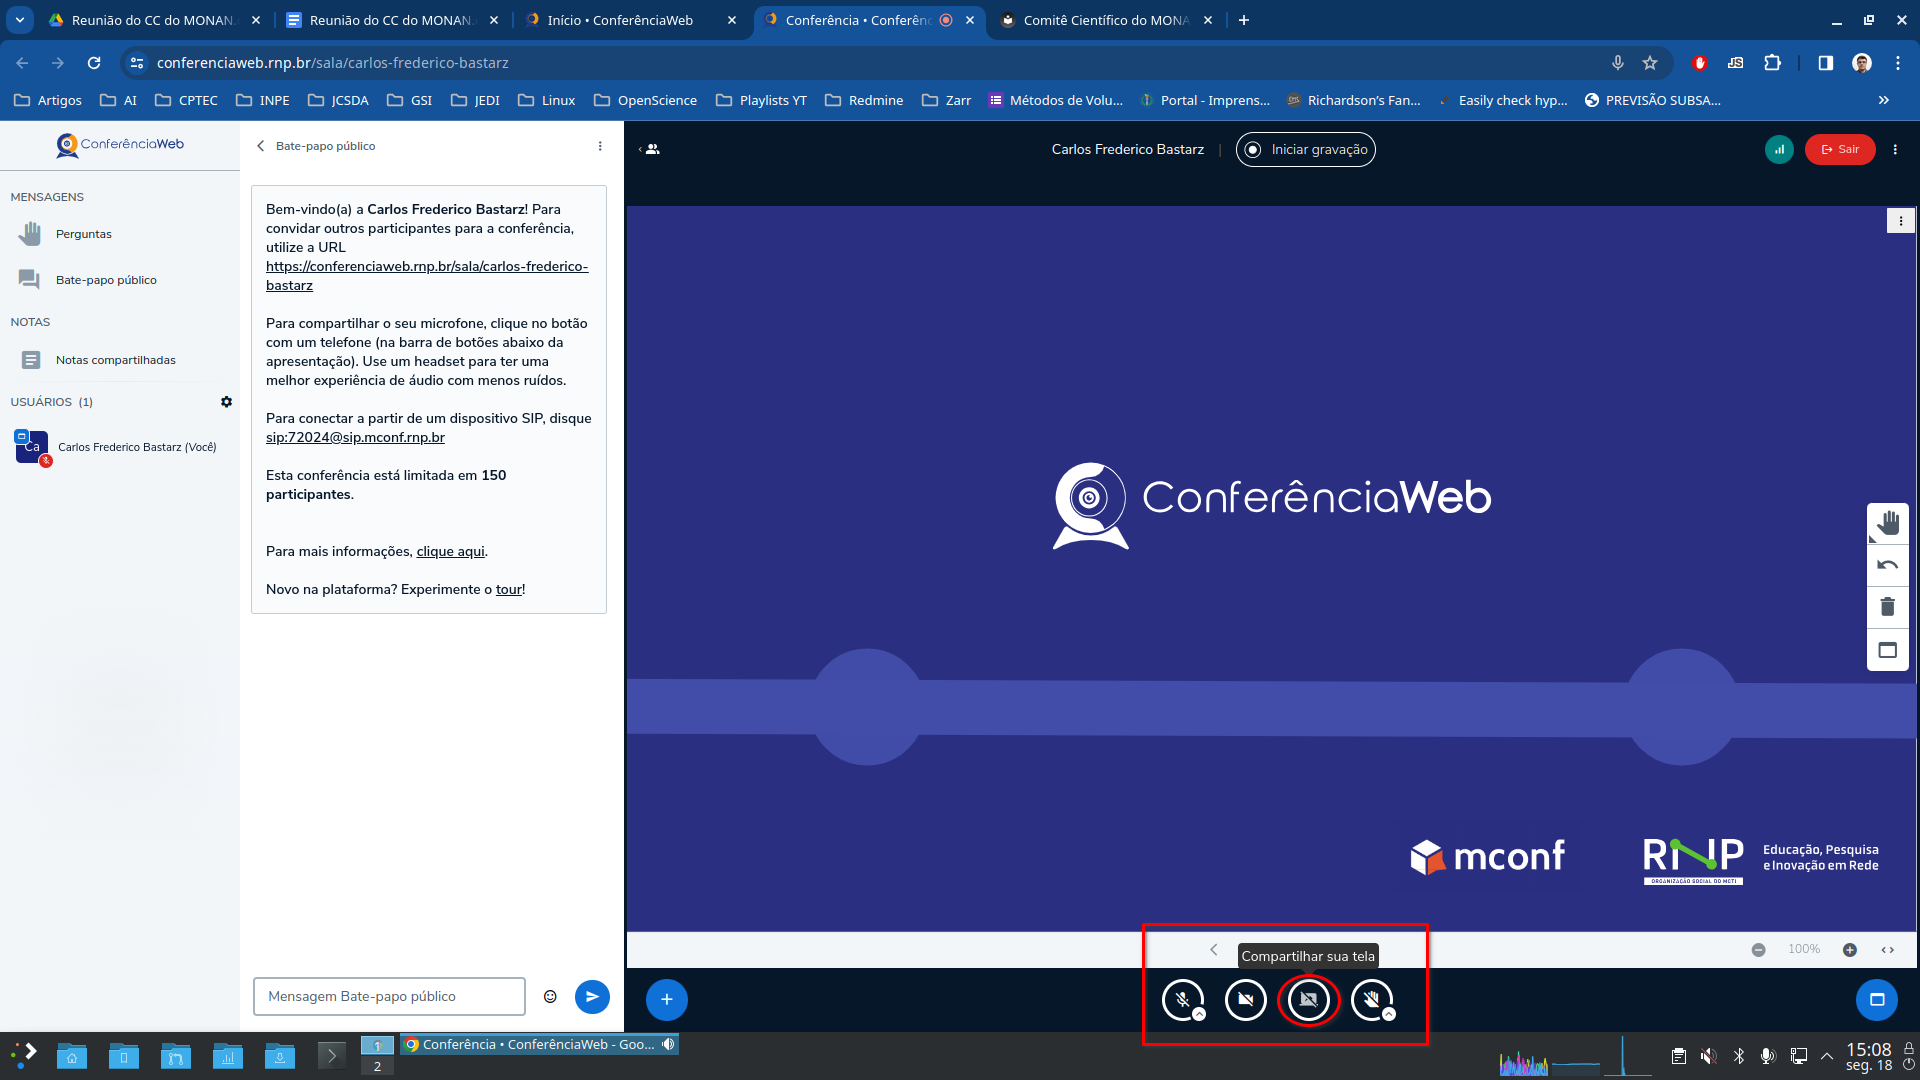 Reunião do CC do MONAN.
Reunião do CC do MONAN.
Início • ConferênciaWeb
Conferência • Conferênc
Comitê Científico do MONA
conferenciaweb.rnp.br/sala/carlos-frederico-bastarz
Artigos
AI
CPTEC
INPE
JCSDA
GSI
JEDI
Linux
OpenScience
Playlists YT
Redmine
Zarr
Métodos de Volu...
Portal - Imprens...
Richardson's Fan...
Easily check hyp...
PREVISÃO SUBSA...
ConferênciaWeb
MENSAGENS
Perguntas
Bate-papo público
NOTAS
Notas compartilhadas
USUÁRIOS (1)
Ca
Carlos Frederico Bastarz (Você)
Bate-papo público
Bem-vindo(a) a Carlos Frederico Bastarz! Para
convidar outros participantes para a conferência,
utilize a URL
https://conferenciaweb.rnp.br/sala/carlos-frederico-
bastarz
Para compartilhar o seu microfone, clique no botão
com um telefone (na barra de botões abaixo da
apresentação). Use um headset para ter uma
melhor experiência de áudio com menos ruídos.
Para conectar a partir de um dispositivo SIP, disque
sip:72024@sip.mconf.rnp.br
Esta conferência está limitada em 150
participantes.
Para mais informações, clique aqui.
Novo na plataforma? Experimente o tour!
Mensagem Bate-papo público
Carlos Frederico Bastarz
Iniciar gravação
Sair
ConferênciaWeb
mconf
RNP
ORGANIZAÇÃO SOCIAL DO MCTI
Educação, Pesquisa
e Inovação em Rede
Compartilhar sua tela
100%
Conferência • ConferênciaWeb - Goo...
2
15:08
seg. 18